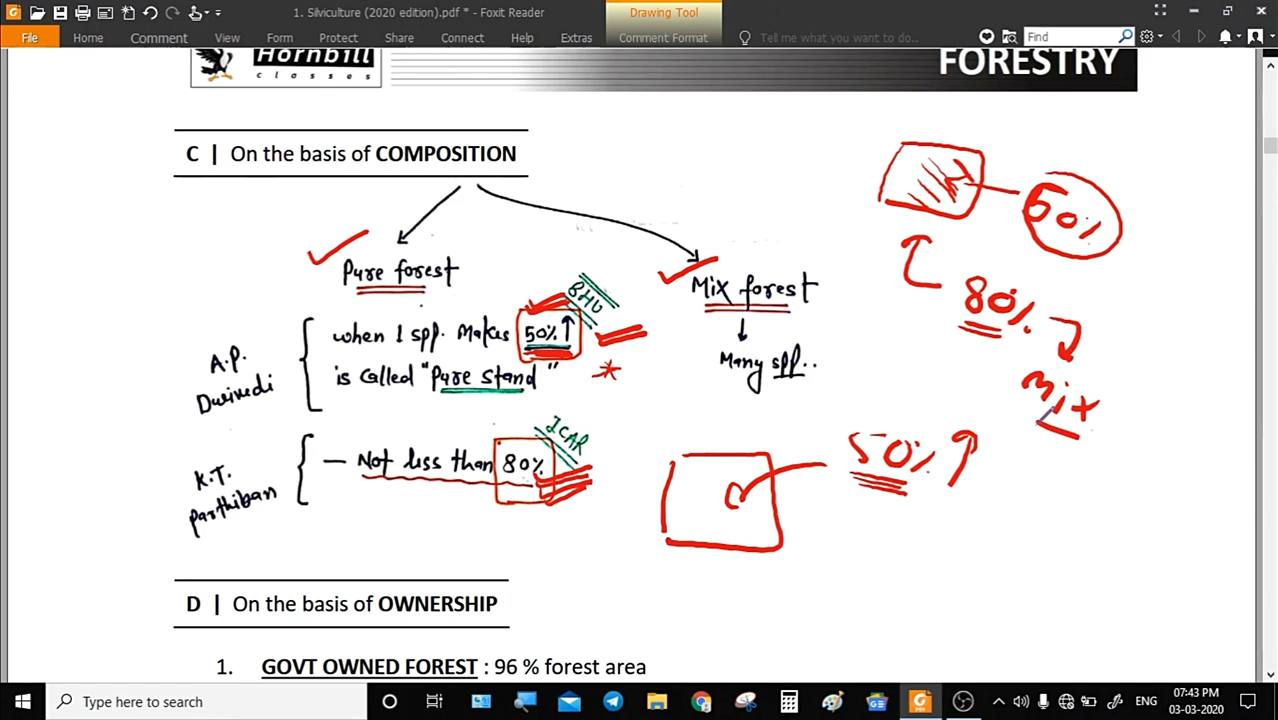 1. Silviculture (2020 edition).pdf * - Foxit Reader
Drawing Tool
File Home Comment View Form Protect Share Connect Help Extras Comment Format Tell me what you want to do... Find
Hornbill
classes
FORESTRY
C | On the basis of COMPOSITION
Pure forest
Mix forest
A.P. Dwivedi
when 1 spp. Makes 50%↑
BHU
is called "Pure stand"
Many spp..
K.T. Parthiban
— Not less than 80%
ICAR
60%
80%
Mix
50% ↑
D | On the basis of OWNERSHIP
1. GOVT OWNED FOREST : 96 % forest area
Type here to search
ENG
07:43 PM
03-03-2020